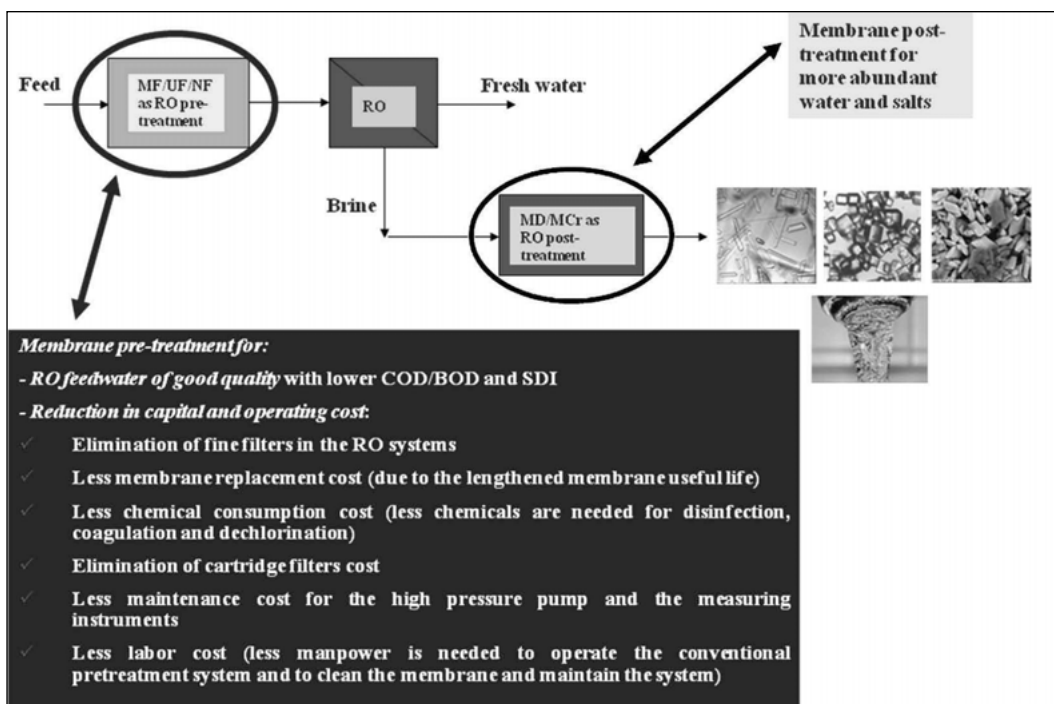 Feed
MF/UF/NF
as RO pre-
treatment
RO
Fresh water
Membrane post-
treatment for
more abundant
water and salts
Brine
MD/MCr as
RO post-
treatment
Membrane pre-treatment for:
- RO feedwater of good quality with lower COD/BOD and SDI
- Reduction in capital and operating cost:
✓ Elimination of fine filters in the RO systems
✓ Less membrane replacement cost (due to the lengthened membrane useful life)
✓ Less chemical consumption cost (less chemicals are needed for disinfection,
coagulation and dechlorination)
✓ Elimination of cartridge filters cost
✓ Less maintenance cost for the high pressure pump and the measuring
instruments
✓ Less labor cost (less manpower is needed to operate the conventional
pretreatment system and to clean the membrane and maintain the system)